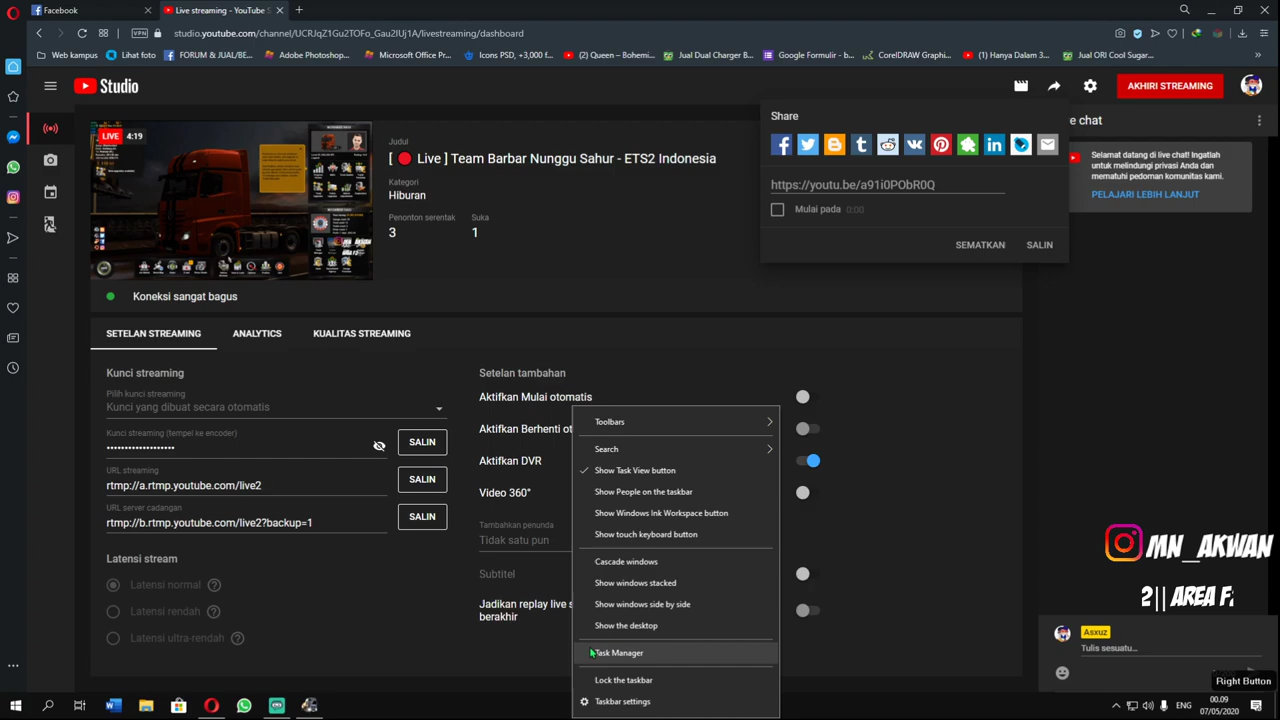 Facebook
Live streaming - YouTube S
studio.youtube.com/channel/UCRJqZ1Gu2TOFo_Gau2IUj1A/livestreaming/dashboard
VPN
Web kampus
Lihat foto
FORUM & JUAL/BE...
Adobe Photoshop...
Microsoft Office Pr...
Icons PSD, +3,000 f...
(2) Queen – Bohemi...
Jual Dual Charger B...
Google Formulir – b...
CorelDRAW Graphi...
(1) Hanya Dalam 3...
Jual ORI Cool Sugar...
Studio
AKHIRI STREAMING
LIVE 4:19
Judul
[ 🔴 Live ] Team Barbar Nunggu Sahur - ETS2 Indonesia
Kategori
Hiburan
Penonton serentak
Suka
3
1
Koneksi sangat bagus
Share
https://youtu.be/a91i0PObR0Q
Mulai pada 0:00
SEMATKAN
SALIN
e chat
Selamat datang di live chat! Ingatlah
untuk melindungi privasi Anda dan
mematuhi pedoman komunitas kami.
PELAJARI LEBIH LANJUT
SETELAN STREAMING
ANALYTICS
KUALITAS STREAMING
Kunci streaming
Pilih kunci streaming
Kunci yang dibuat secara otomatis
Kunci streaming (tempel ke encoder)
SALIN
URL streaming
rtmp://a.rtmp.youtube.com/live2
SALIN
URL server cadangan
rtmp://b.rtmp.youtube.com/live2?backup=1
SALIN
Latensi stream
Latensi normal
Latensi rendah
Latensi ultra-rendah
Setelan tambahan
Aktifkan Mulai otomatis
Aktifkan Berhenti ot
Aktifkan DVR
Video 360°
Tambahkan penunda
Tidak satu pun
Subtitel
Jadikan replay live s
berakhir
Toolbars
Search
Show Task View button
Show People on the taskbar
Show Windows Ink Workspace button
Show touch keyboard button
Cascade windows
Show windows stacked
Show windows side by side
Show the desktop
Task Manager
Lock the taskbar
Taskbar settings
MN_AKWAN
2|| AREA F
Asxuz
Tulis sesuatu...
Right Button
ENG
00.09
07/05/2020